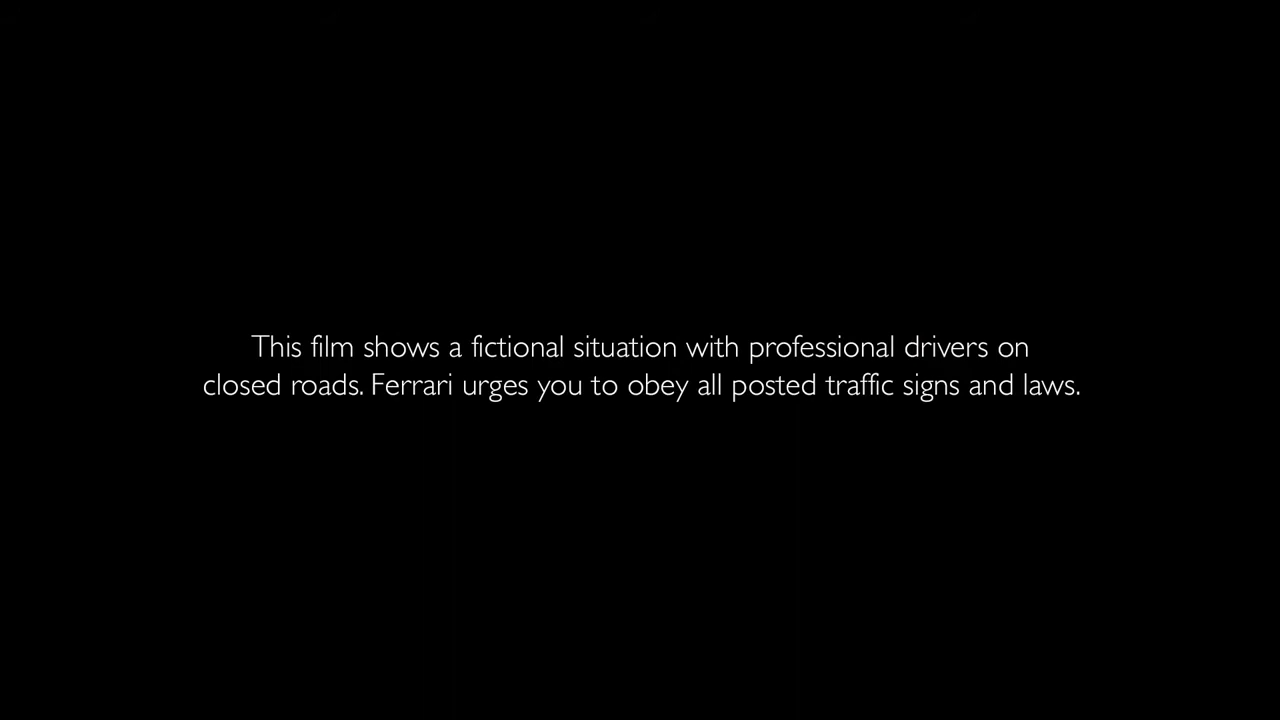 This film shows a fictional situation with professional drivers on
closed roads. Ferrari urges you to obey all posted traffic signs and laws.